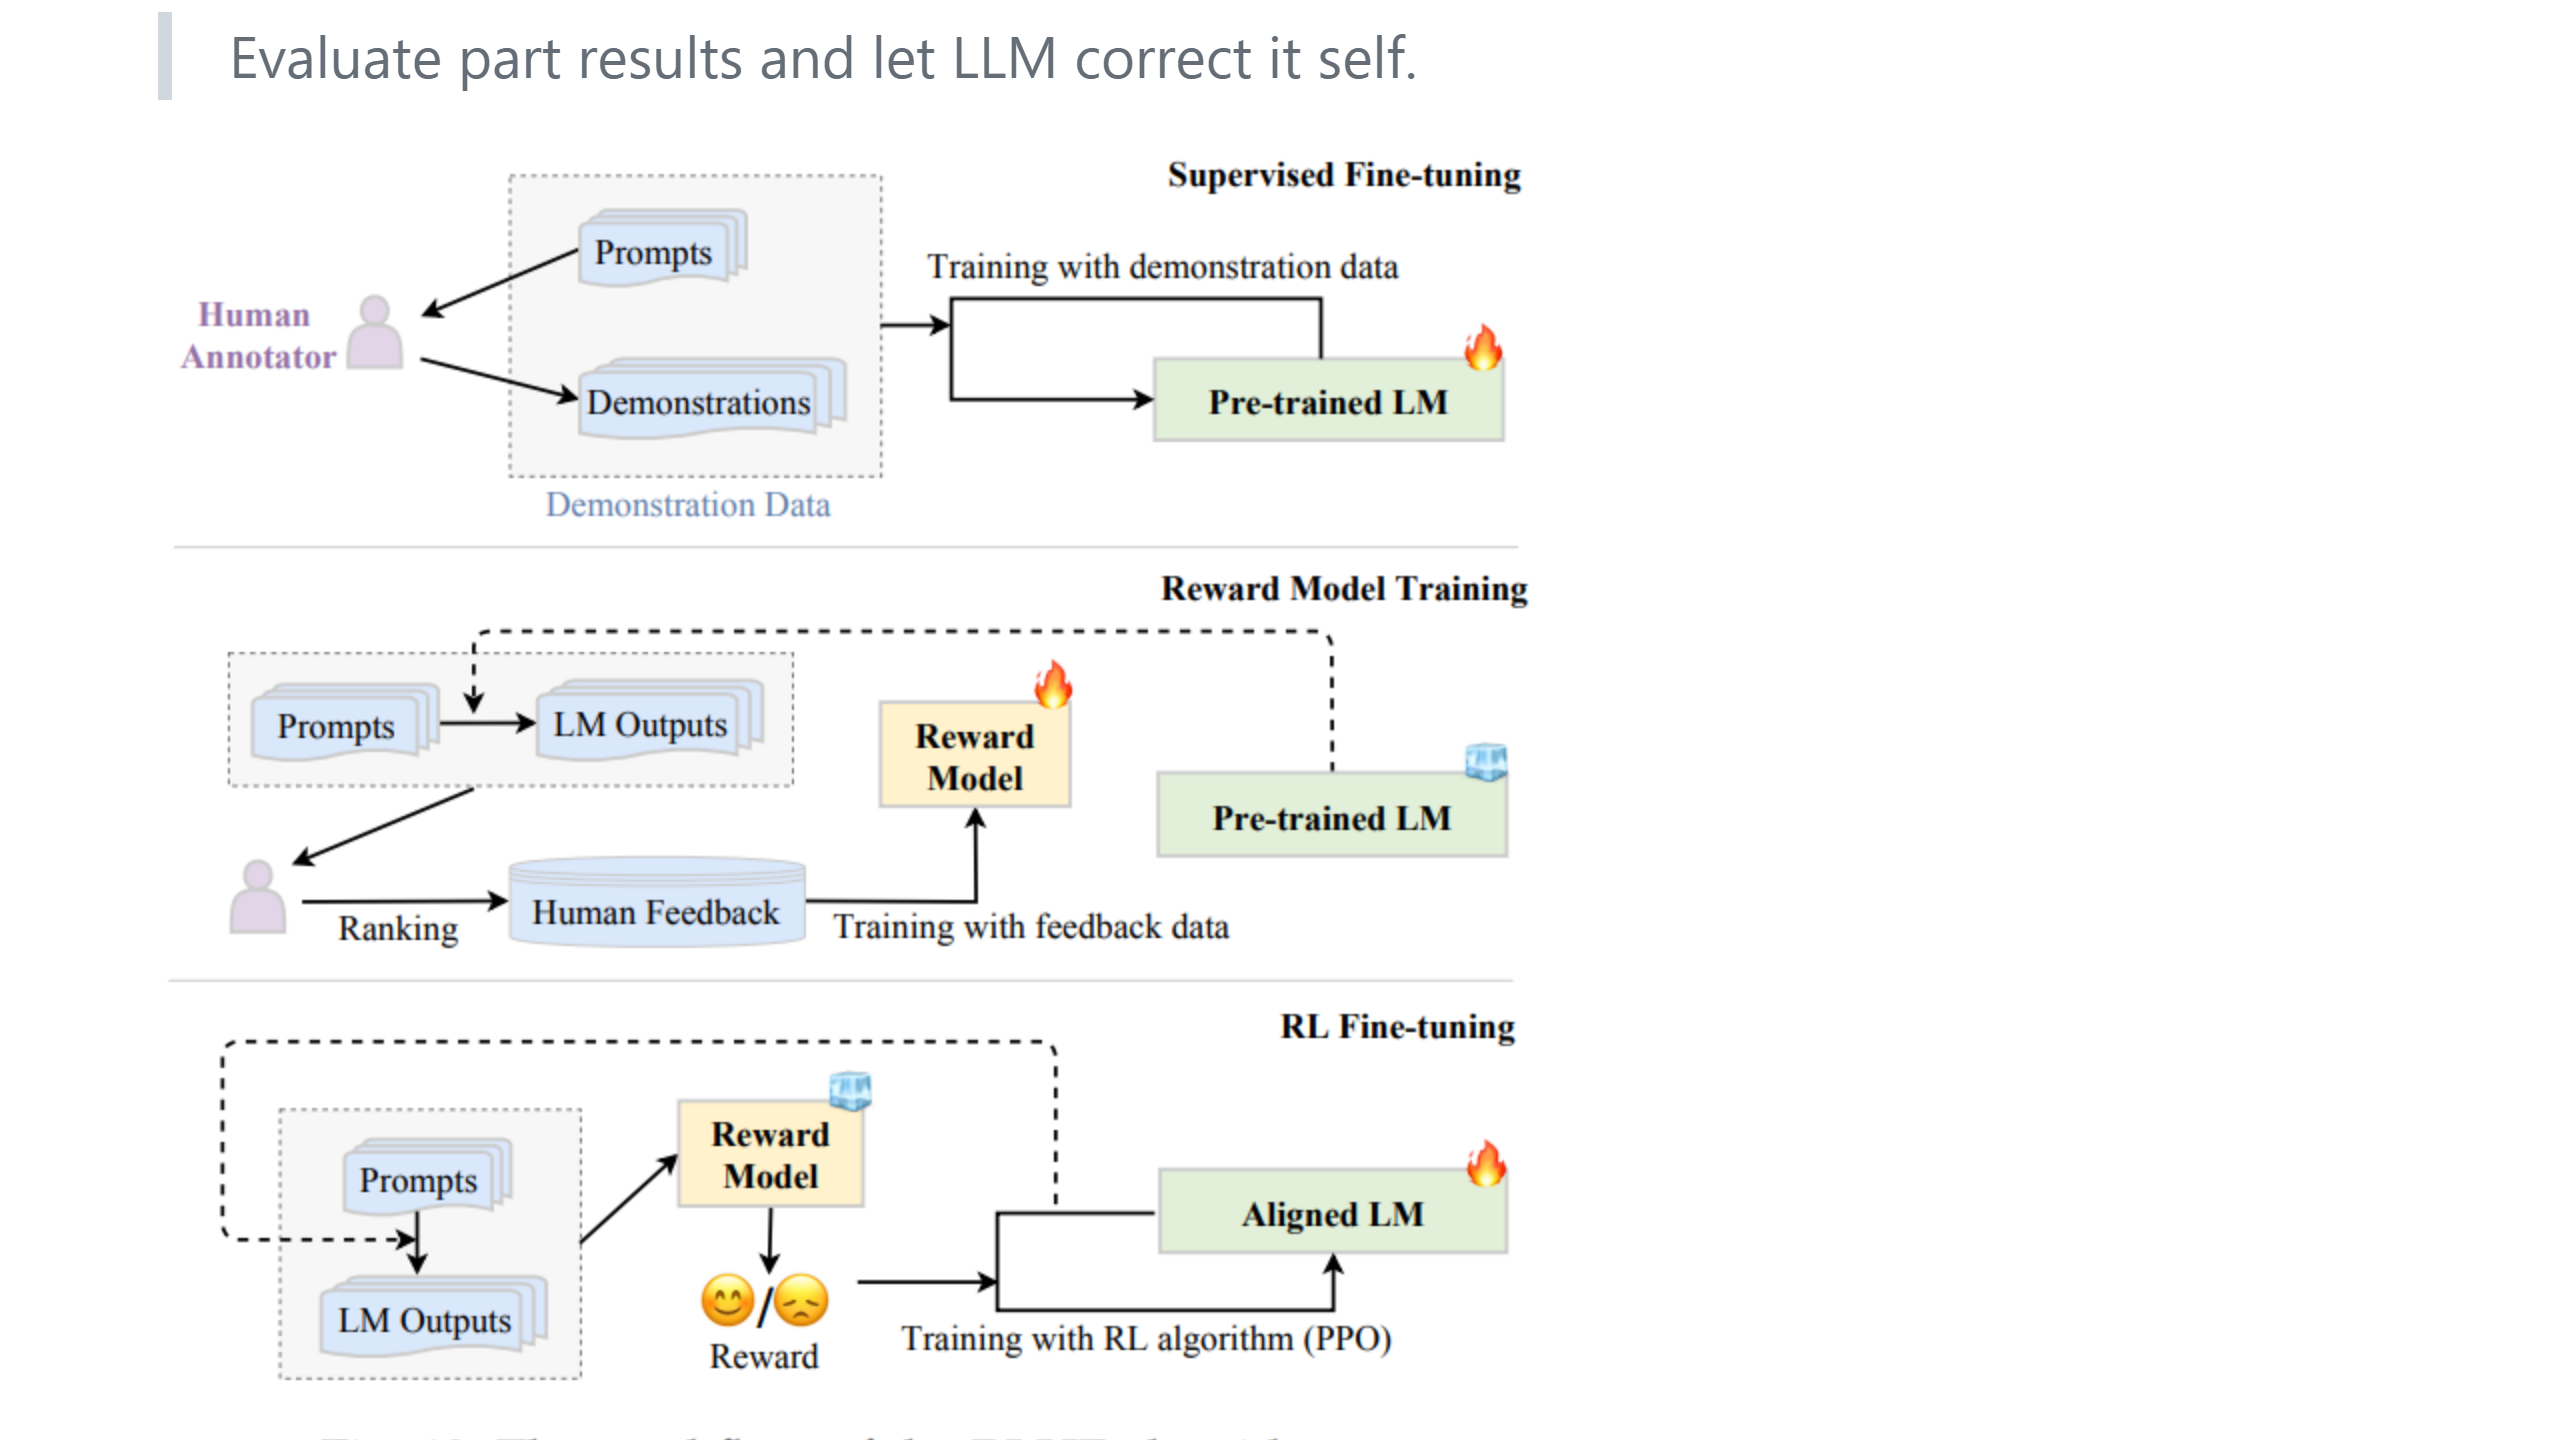 Evaluate part results and let LLM correct it self.
Supervised Fine-tuning
Prompts
Training with demonstration data
Human
Annotator
Demonstrations
Pre-trained LM
Demonstration Data
Reward Model Training
Prompts
LM Outputs
Reward
Model
Pre-trained LM
Human Feedback
Ranking
Training with feedback data
RL Fine-tuning
Reward
Model
Prompts
Aligned LM
LM Outputs
/
Training with RL algorithm (PPO)
Reward